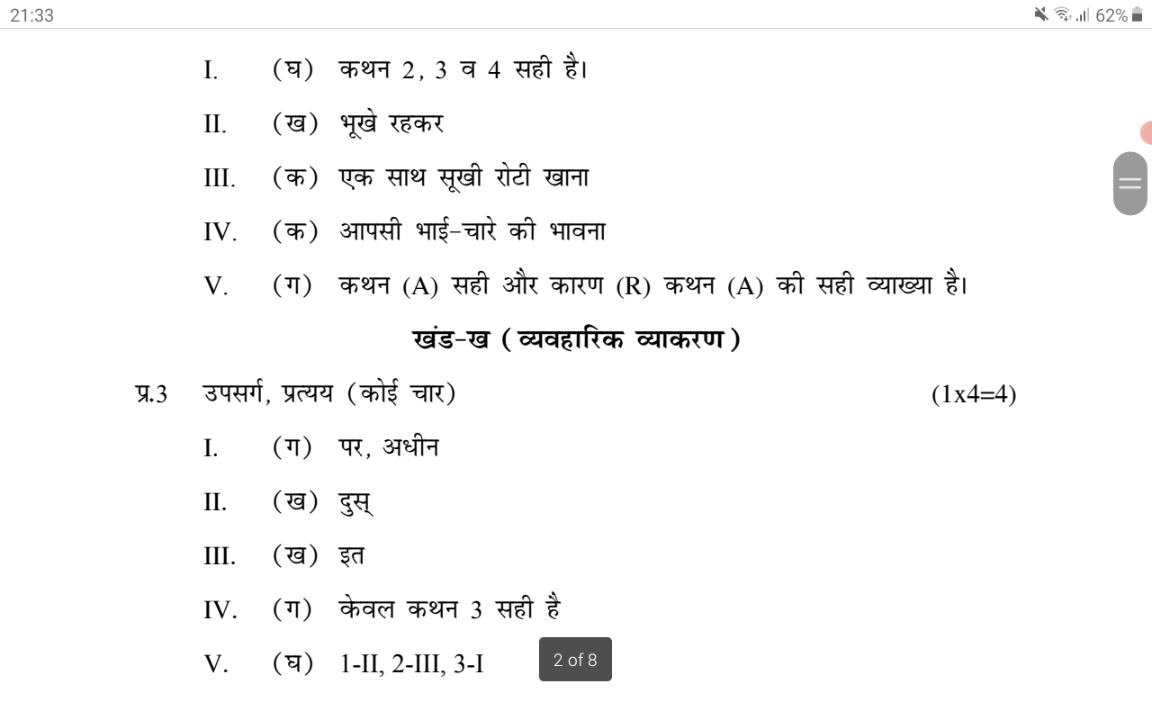 21:33 62%
I. (घ) कथन 2, 3 व 4 सही है।
II. (ख) भूखे रहकर
III. (क) एक साथ सूखी रोटी खाना
IV. (क) आपसी भाई-चारे की भावना
V. (ग) कथन (A) सही और कारण (R) कथन (A) की सही व्याख्या है।
खंड-ख (व्यवहारिक व्याकरण)
प्र.3 उपसर्ग, प्रत्यय (कोई चार) (1x4=4)
I. (ग) पर, अधीन
II. (ख) दुस्
III. (ख) इत
IV. (ग) केवल कथन 3 सही है
V. (घ) 1-II, 2-III, 3-I
2 of 8